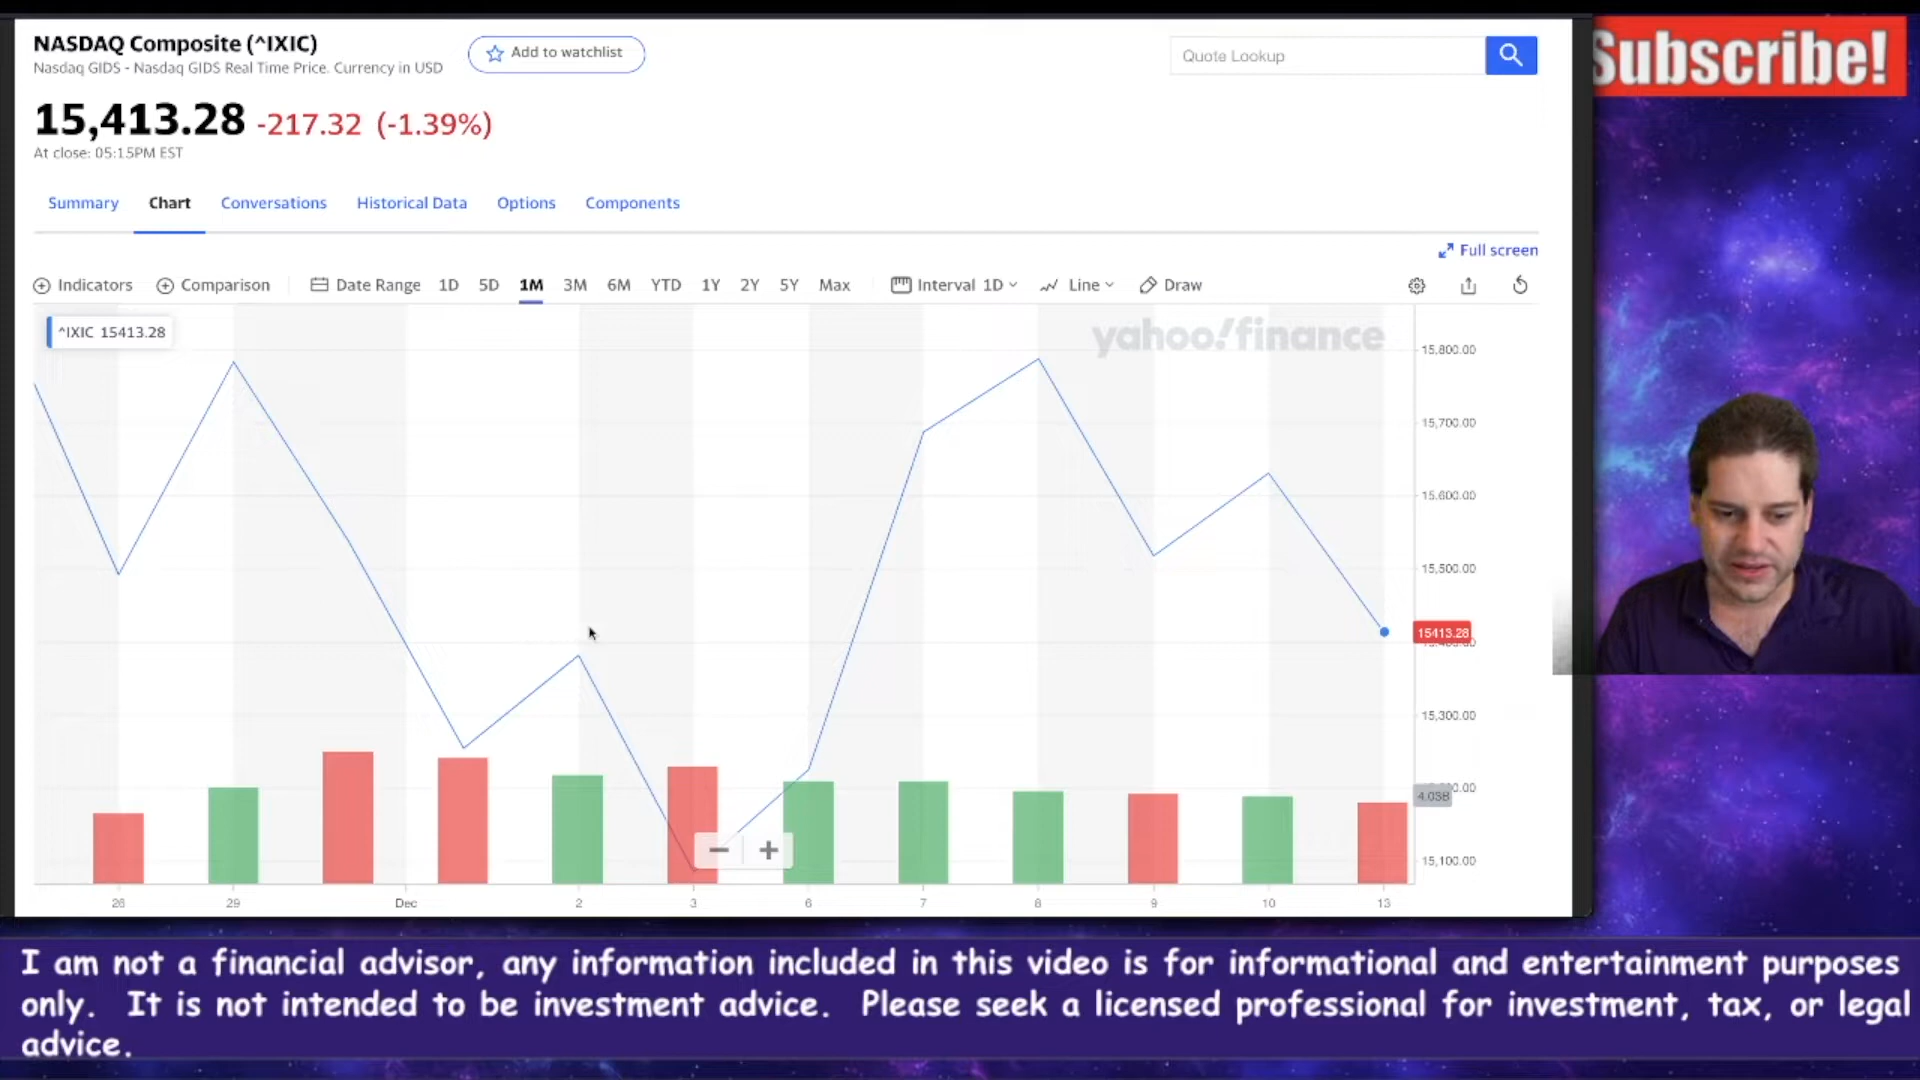 NASDAQ Composite (^IXIC)
Add to watchlist
Quote Lookup
Subscribe!
Nasdaq GIDS - Nasdaq GIDS Real Time Price. Currency in USD
15,413.28 -217.32 (-1.39%)
At close: 05:15PM EST
Summary Chart Conversations Historical Data Options Components
Full screen
Indicators Comparison Date Range 1D 5D 1M 3M 6M YTD 1Y 2Y 5Y Max Interval 1D Line Draw
^IXIC 15413.28
yahoo!finance
15,800.00
15,700.00
15,600.00
15,500.00
15413.28
15,300.00
4.03B
15,100.00
28 29 Dec 2 3 6 7 8 9 10 13
I am not a financial advisor, any information included in this video is for informational and entertainment purposes
only. It is not intended to be investment advice. Please seek a licensed professional for investment, tax, or legal
advice.